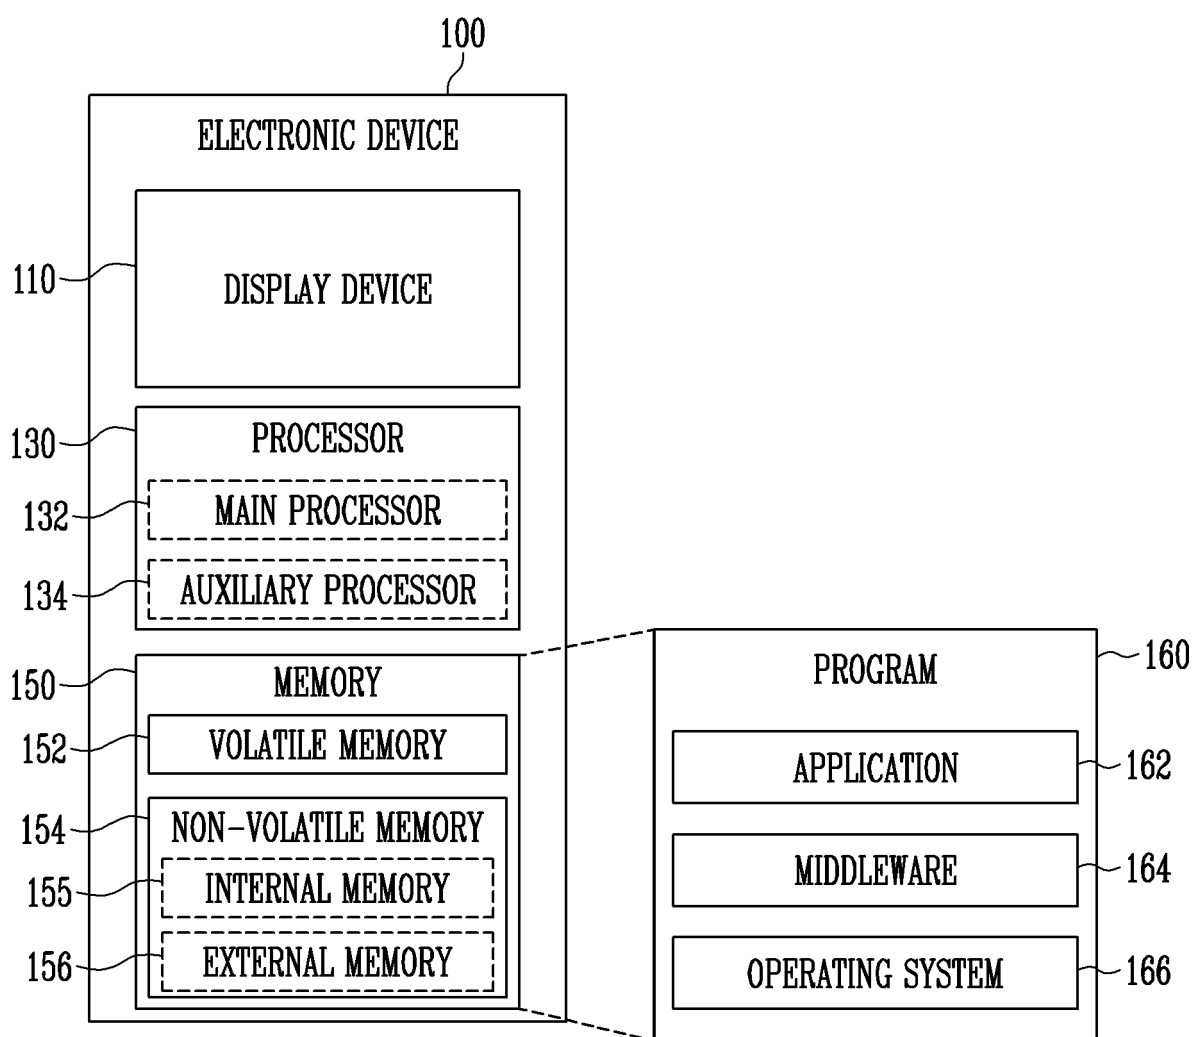 100
ELECTRONIC DEVICE
110
DISPLAY DEVICE
130
PROCESSOR
132
MAIN PROCESSOR
134
AUXILIARY PROCESSOR
150
MEMORY
152
VOLATILE MEMORY
154
NON-VOLATILE MEMORY
155
INTERNAL MEMORY
156
EXTERNAL MEMORY
160
PROGRAM
162
APPLICATION
164
MIDDLEWARE
166
OPERATING SYSTEM